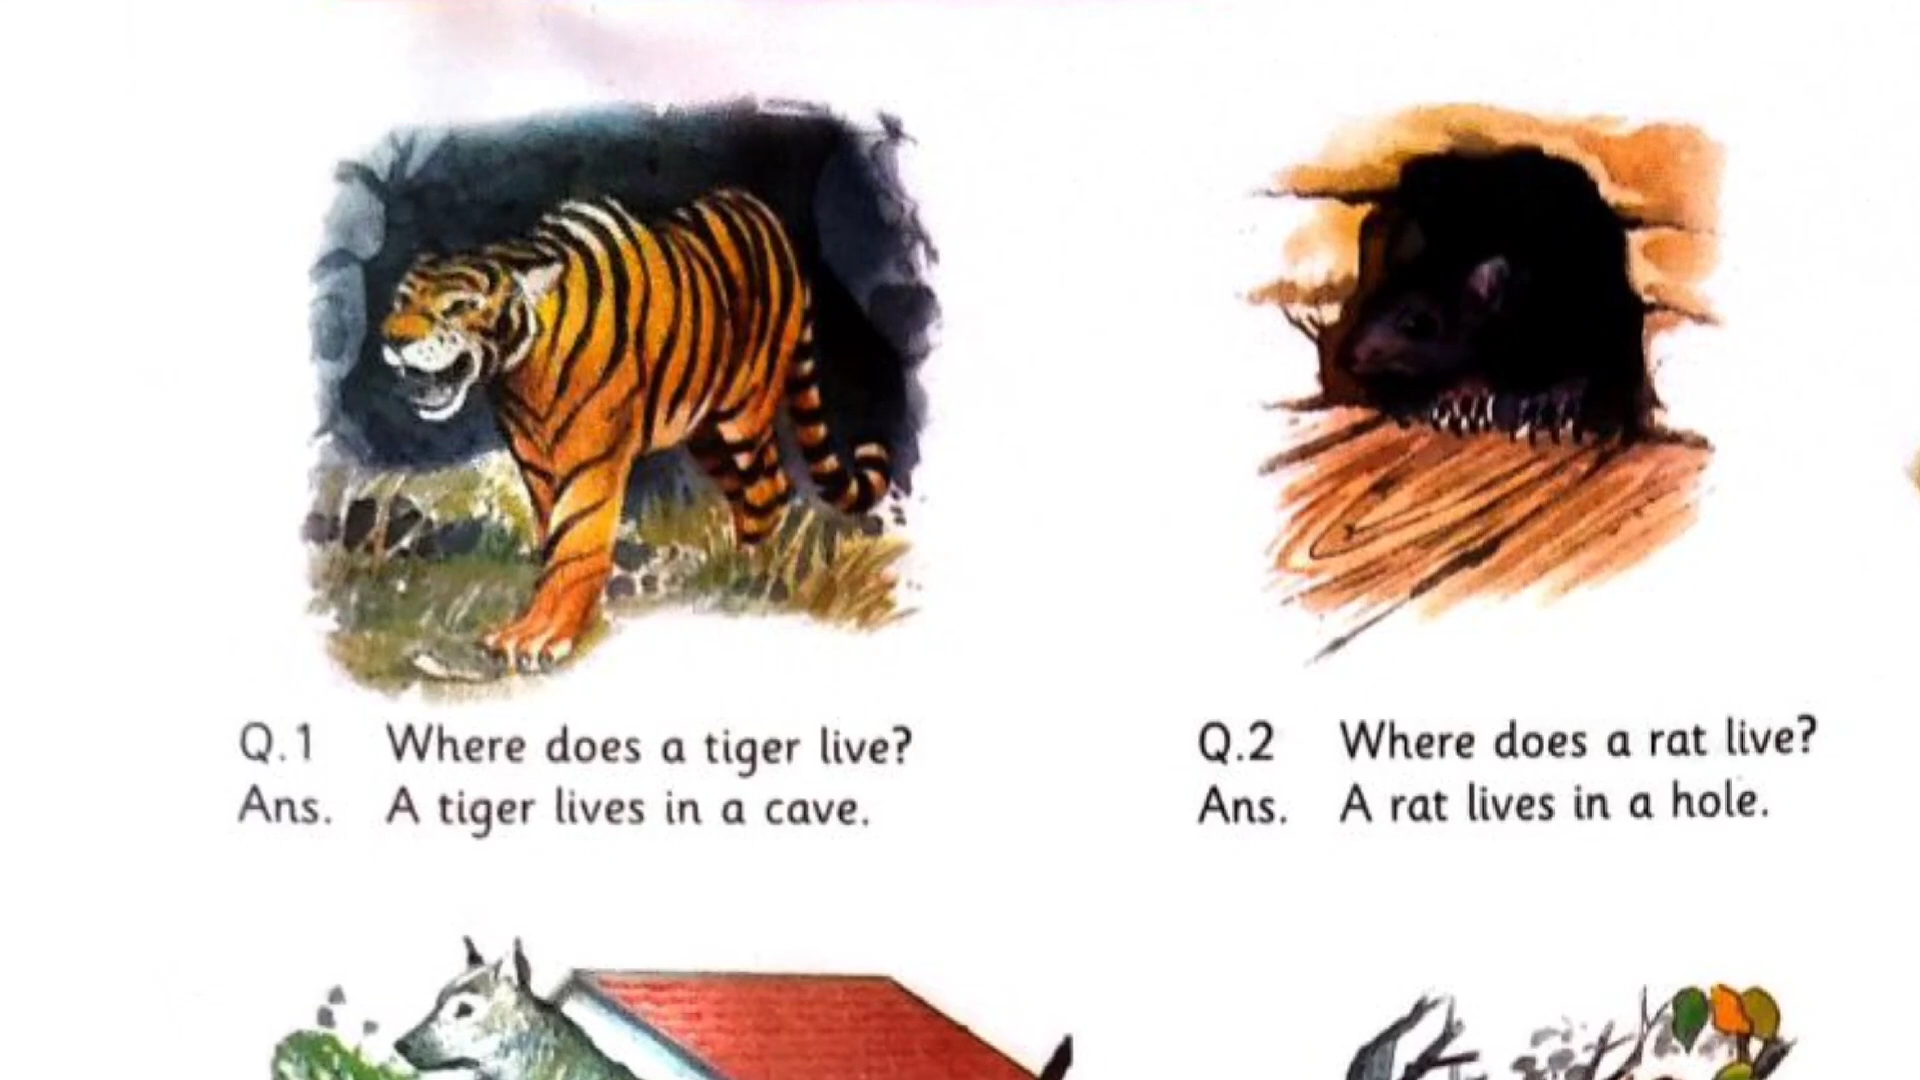 Q.1 Where does a tiger live?
Ans. A tiger lives in a cave.
Q.2 Where does a rat live?
Ans. A rat lives in a hole.